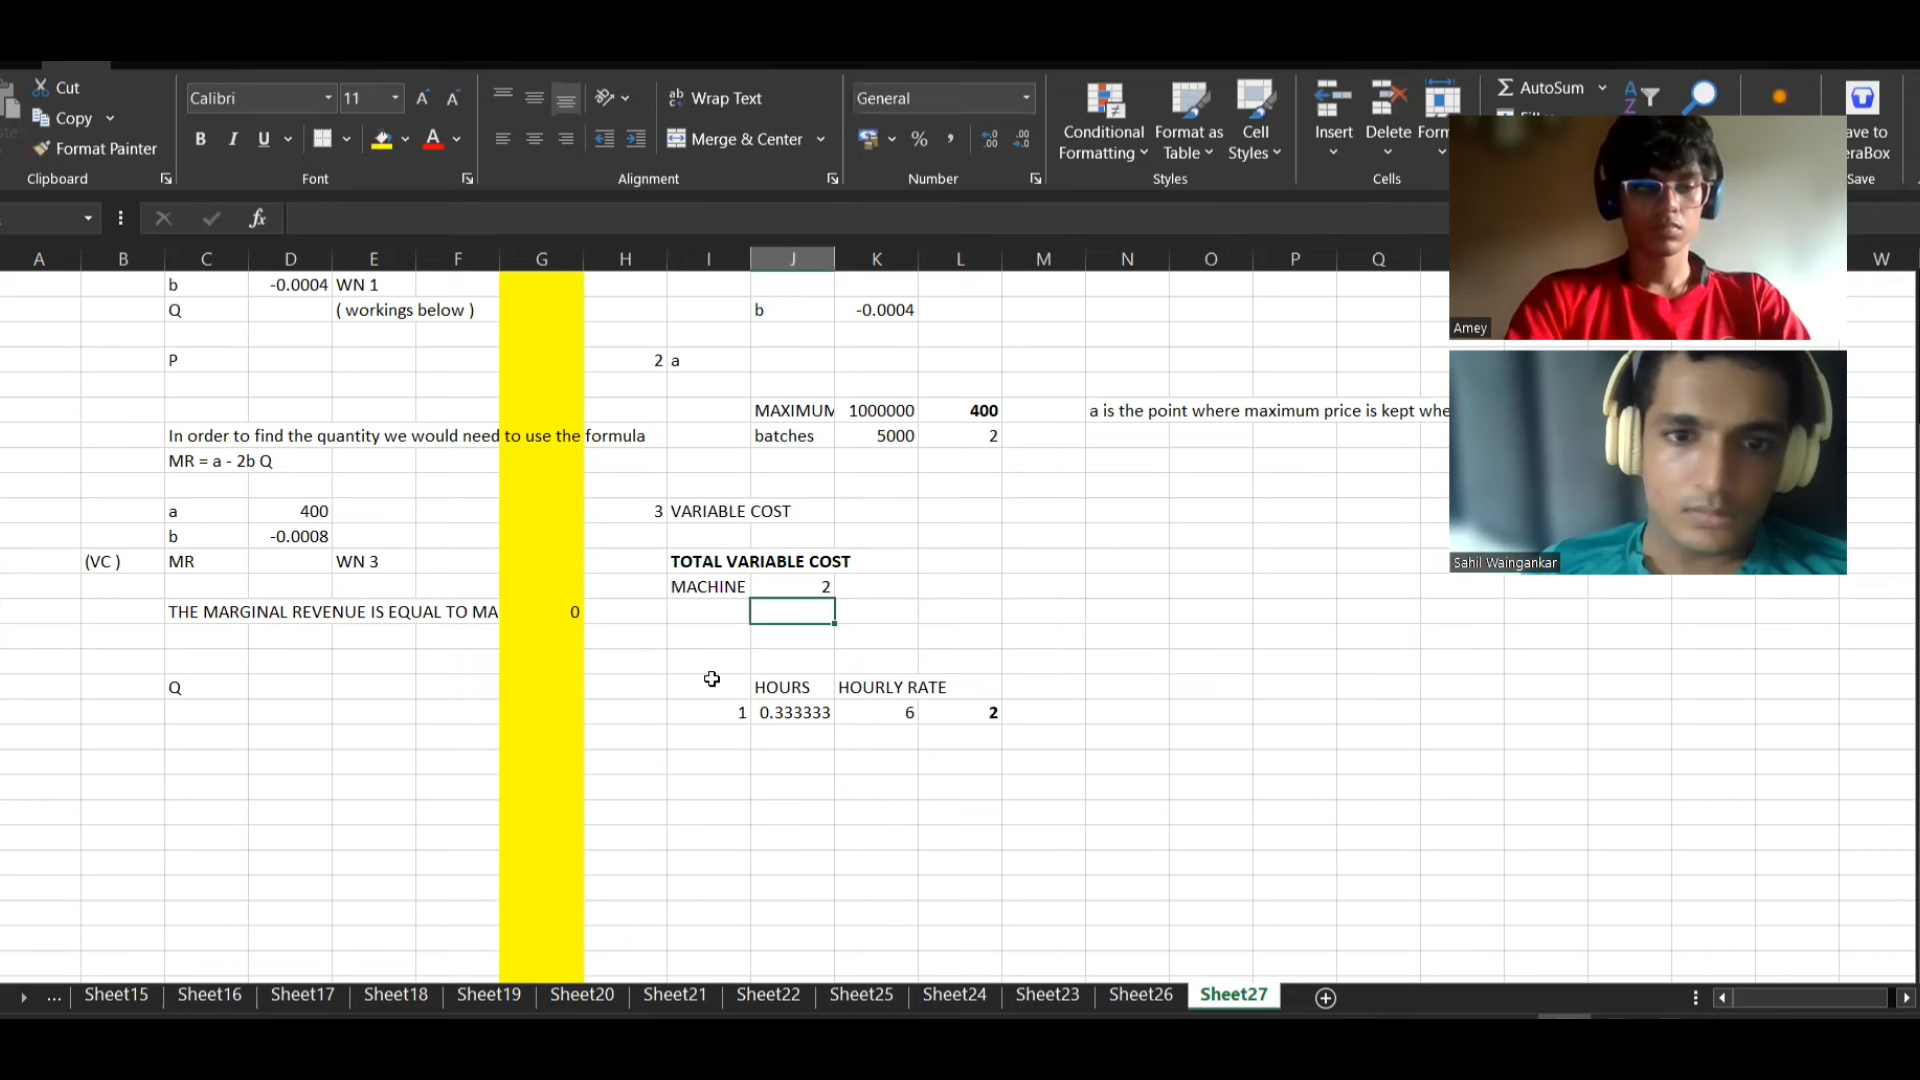 Cut
Copy
Format Painter
Clipboard
Calibri 11
B I U
Font
Wrap Text
Merge & Center
Alignment
General
%
Number
Conditional Formatting
Format as Table
Cell Styles
Styles
Insert Delete
Cells
AutoSum
Save
fx
A B C D E F G H I J K L M N O P Q W
b -0.0004 WN 1
Q ( workings below ) b -0.0004
P 2 a
MAXIMUM 1000000 400 a is the point where maximum price is kept whe
In order to find the quantity we would need to use the formula batches 5000 2
MR = a - 2b Q
a 400 3 VARIABLE COST
b -0.0008
(VC ) MR WN 3 TOTAL VARIABLE COST
MACHINE 2
THE MARGINAL REVENUE IS EQUAL TO MA 0
Q HOURS HOURLY RATE
1 0.333333 6 2
Amey
Sahil Waingankar
... Sheet15 Sheet16 Sheet17 Sheet18 Sheet19 Sheet20 Sheet21 Sheet22 Sheet25 Sheet24 Sheet23 Sheet26 Sheet27